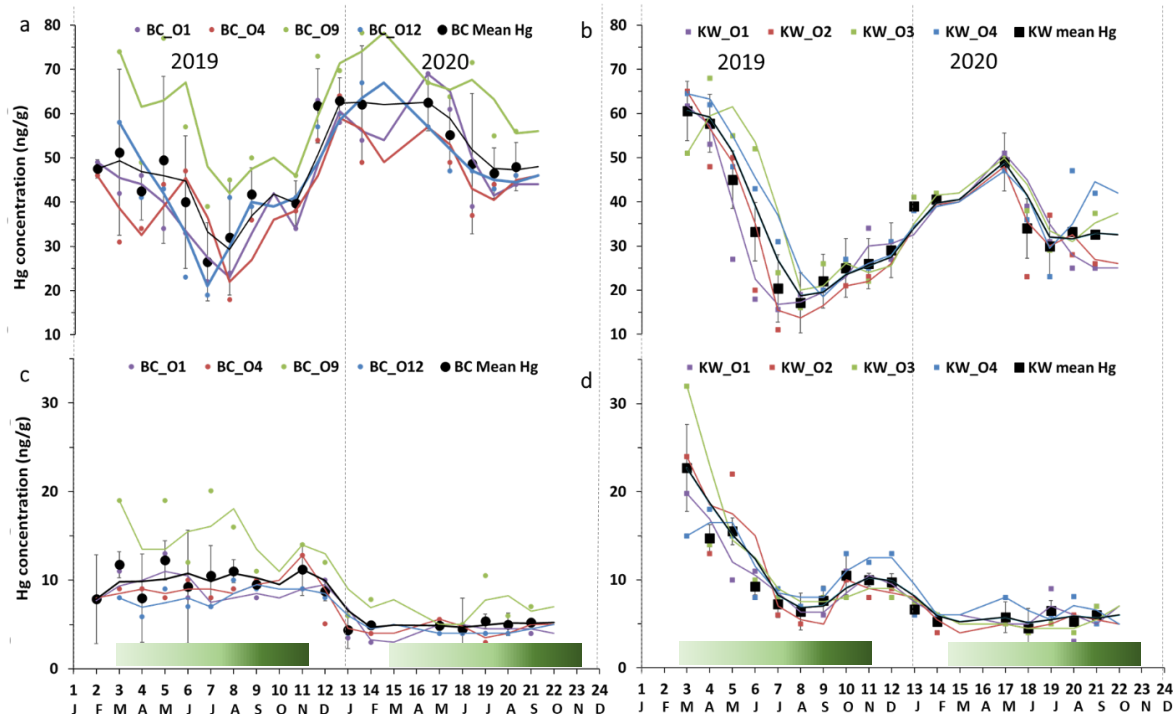 a
BC_O1 BC_O4 BC_O9 BC_O12 BC Mean Hg
2019 2020
Hg concentration (ng/g)
80
70
60
50
40
30
20
10
b
KW_O1 KW_O2 KW_O3 KW_O4 KW mean Hg
2019 2020
80
70
60
50
40
30
20
10
c
BC_O1 BC_O4 BC_O9 BC_O12 BC Mean Hg
Hg concentration (ng/g)
30
20
10
0
1 2 3 4 5 6 7 8 9 10 11 12 13 14 15 16 17 18 19 20 21 22 23 24
J F M A M J J A S O N D J F M A M J J A S O N D
d
KW_O1 KW_O2 KW_O3 KW_O4 KW mean Hg
30
20
10
0
1 2 3 4 5 6 7 8 9 10 11 12 13 14 15 16 17 18 19 20 21 22 23 24
J F M A M J J A S O N D J F M A M J J A S O N D